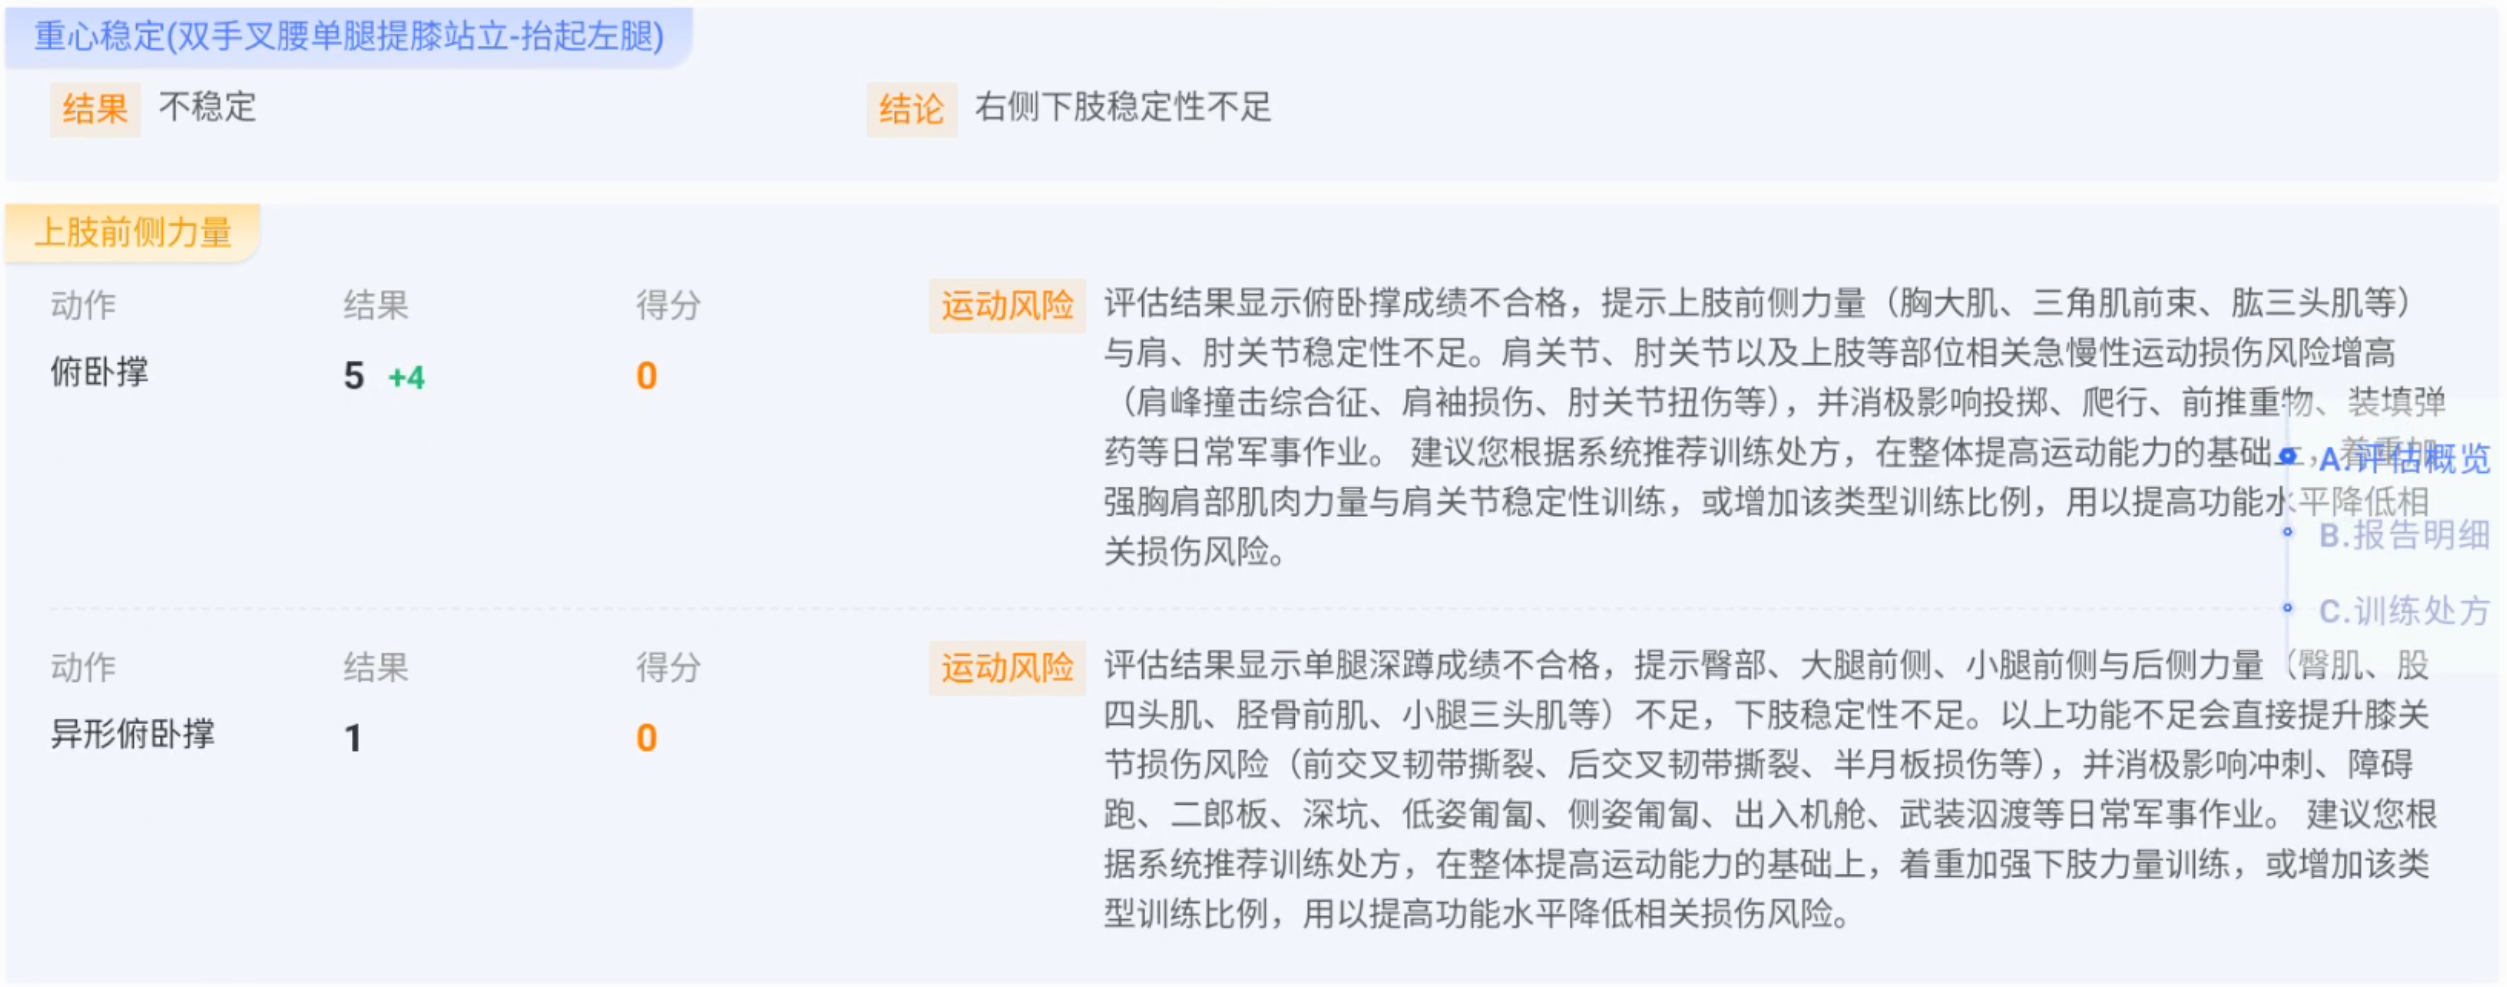 重心稳定(双手叉腰单腿提膝站立-抬起左腿)
结果 不稳定
结论 右侧下肢稳定性不足
上肢前侧力量
动作 结果 得分
俯卧撑 5 +4 0
运动风险
评估结果显示俯卧撑成绩不合格，提示上肢前侧力量（胸大肌、三角肌前束、肱三头肌等）
与肩、肘关节稳定性不足。肩关节、肘关节以及上肢等部位相关急慢性运动损伤风险增高
（肩峰撞击综合征、肩袖损伤、肘关节扭伤等），并消极影响投掷、爬行、前推重物、装填弹
药等日常军事作业。 建议您根据系统推荐训练处方，在整体提高运动能力的基础上，着重加
强胸肩部肌肉力量与肩关节稳定性训练，或增加该类型训练比例，用以提高功能水平降低相
关损伤风险。
动作 结果 得分
异形俯卧撑 1 0
运动风险
评估结果显示单腿深蹲成绩不合格，提示臀部、大腿前侧、小腿前侧与后侧力量（臀肌、股
四头肌、胫骨前肌、小腿三头肌等）不足，下肢稳定性不足。以上功能不足会直接提升膝关
节损伤风险（前交叉韧带撕裂、后交叉韧带撕裂、半月板损伤等），并消极影响冲刺、障碍
跑、二郎板、深坑、低姿匍匐、侧姿匍匐、出入机舱、武装泅渡等日常军事作业。 建议您根
据系统推荐训练处方，在整体提高运动能力的基础上，着重加强下肢力量训练，或增加该类
型训练比例，用以提高功能水平降低相关损伤风险。
A.评估概览
B.报告明细
C.训练处方